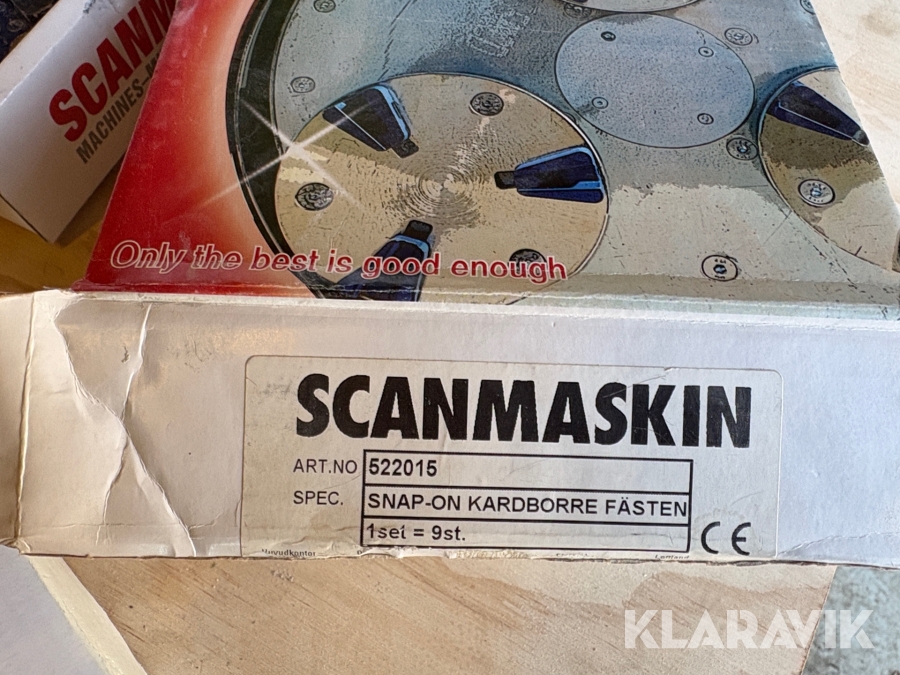 SCANM
MACHINES-M
Only the best is good enough
SCANMASKIN
ART.NO 522015
SPEC. SNAP-ON KARDBORRE FÄSTEN
1set = 9st.
CE
Huvudkontor
KLARAVIK